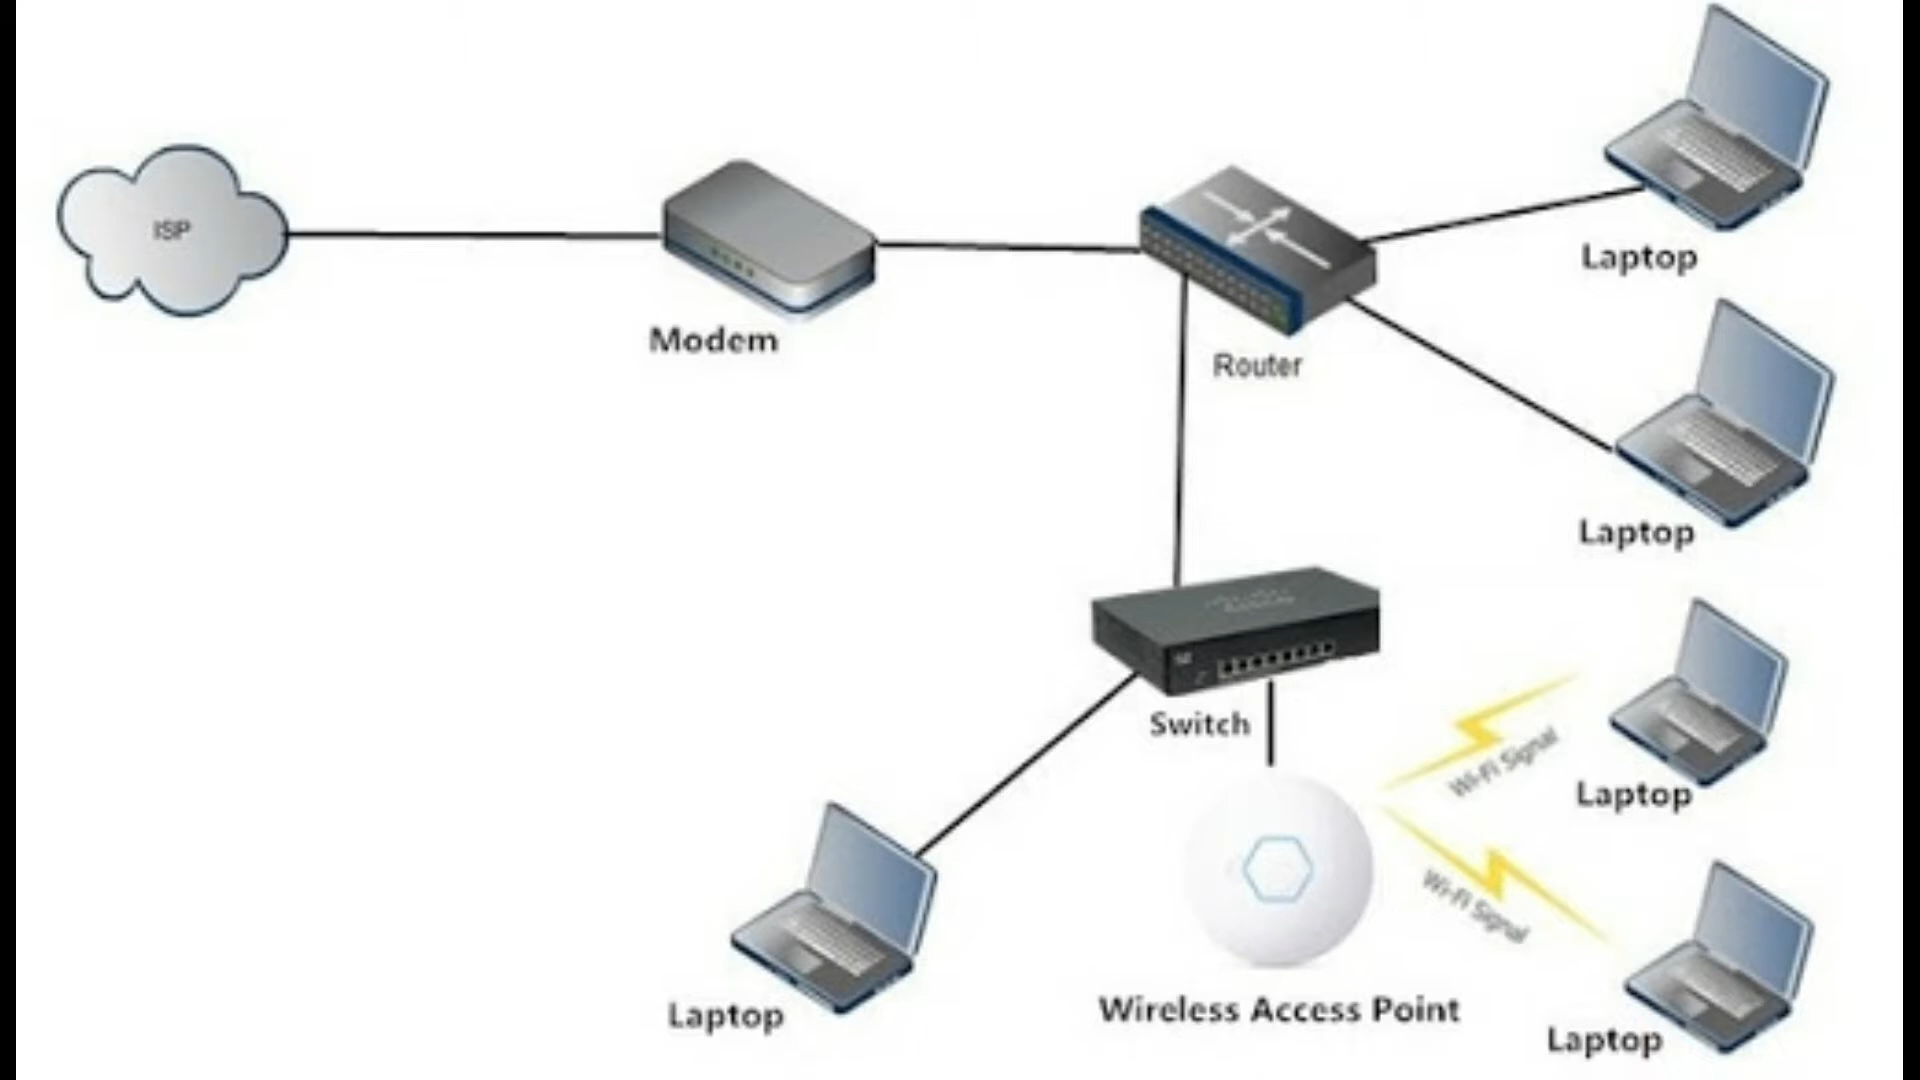 ISP
Modem
Router
Laptop
Laptop
Switch
Wi-Fi Signal
Laptop
Wi-Fi Signal
Laptop
Wireless Access Point
Laptop